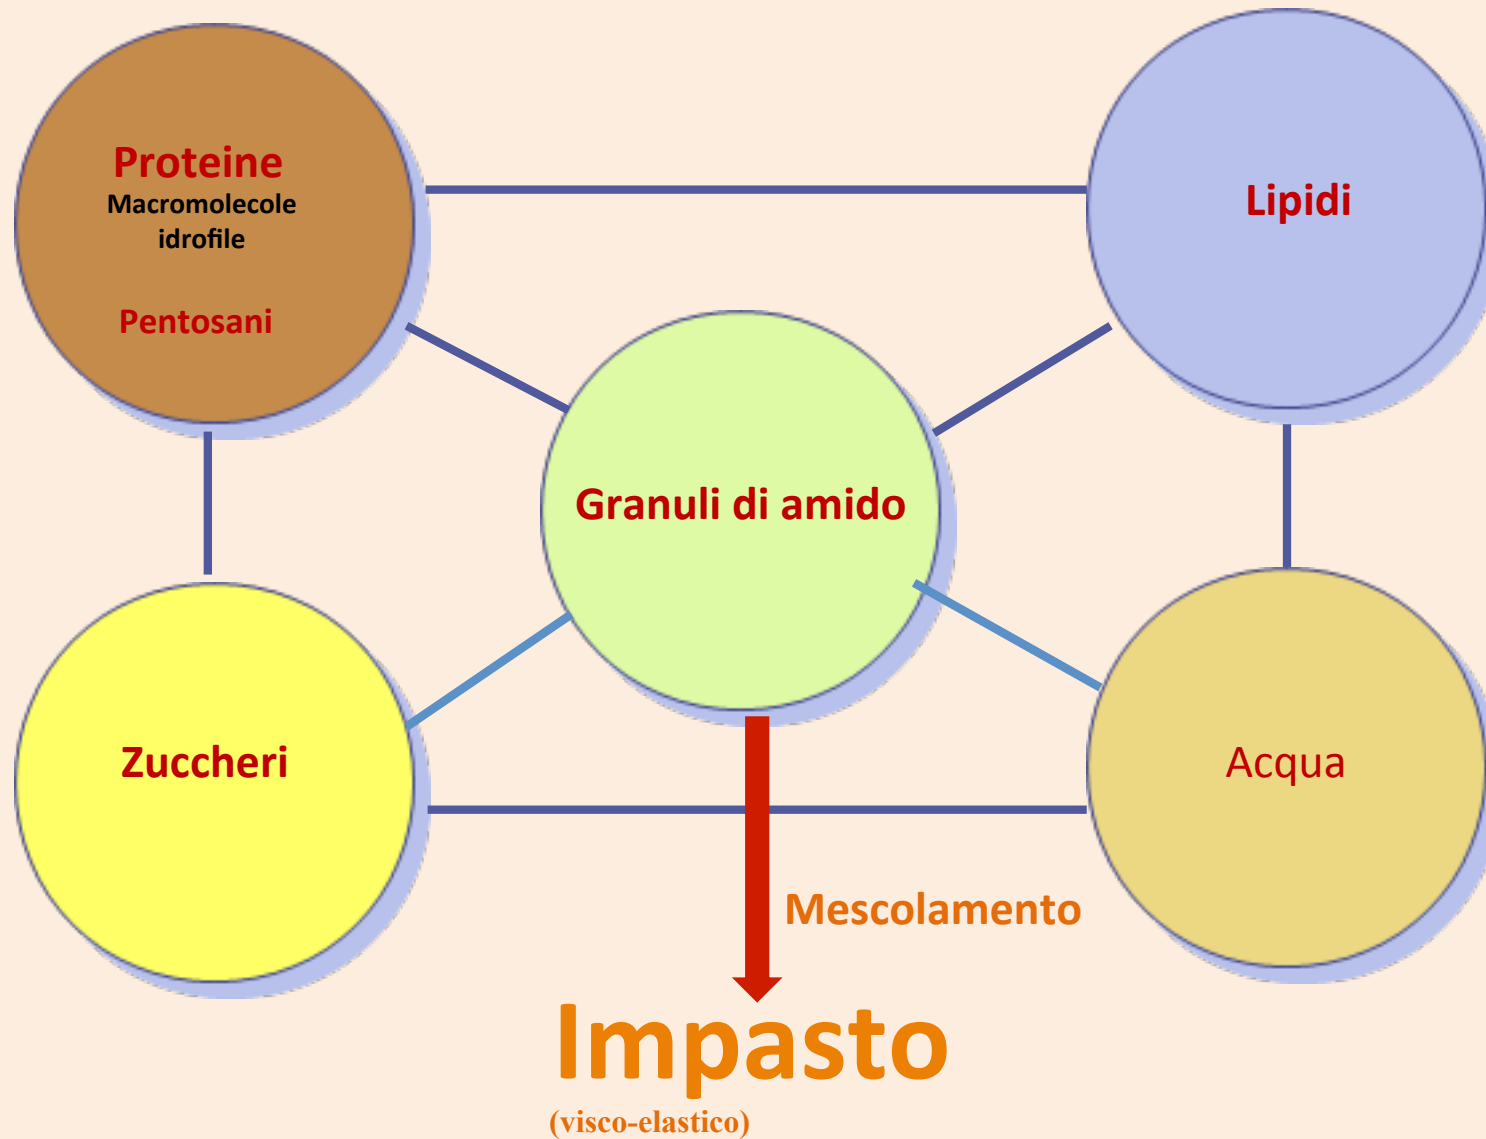 Proteine
Macromolecole
idrofile
Pentosani
Lipidi
Granuli di amido
Zuccheri
Acqua
Mescolamento
Impasto
(visco-elastico)